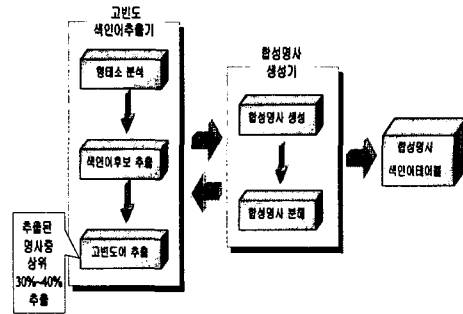 고빈도
색인어추출기
형태소 분석
색인어후보 추출
고빈도어 추출
추출된
명사중
상위
30%~40%
추출
합성명사
생성기
합성명사 생성
합성명사 분해
합성명사
색인어테이블